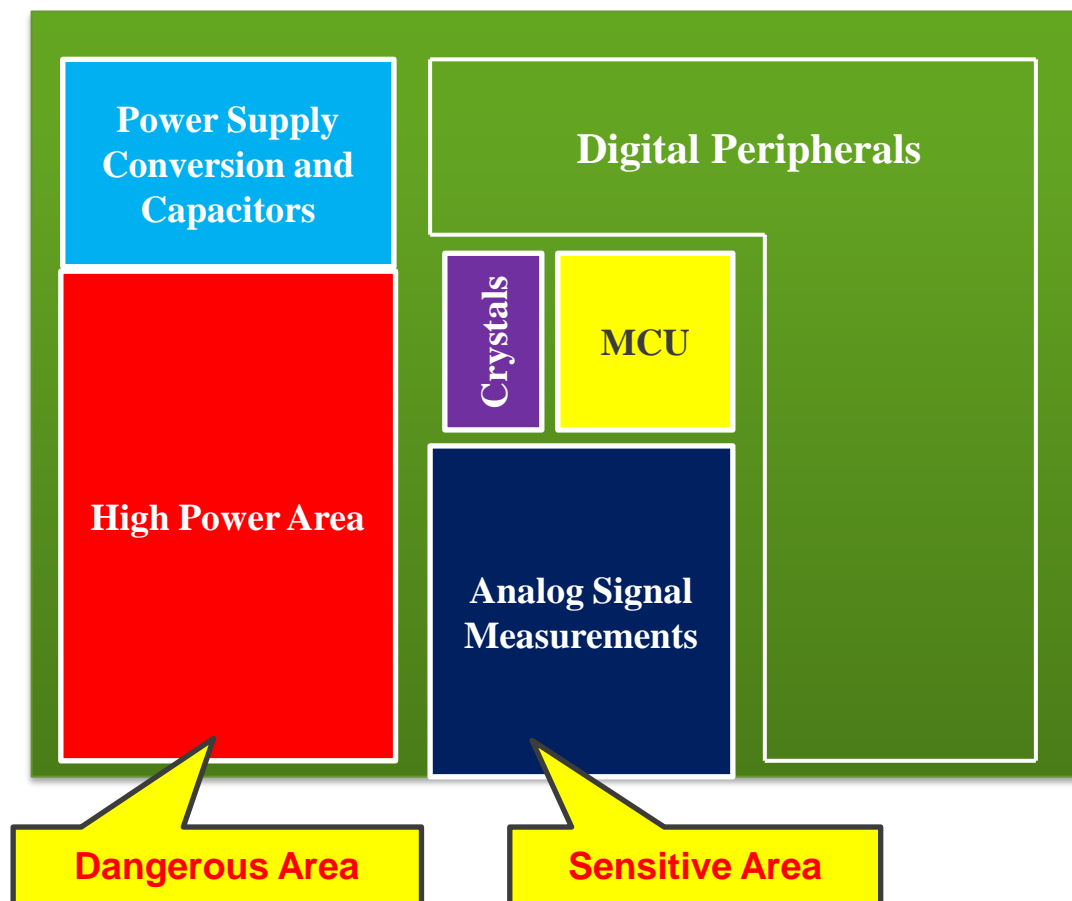 Power Supply
Conversion and
Capacitors
Digital Peripherals
Crystals
MCU
High Power Area
Analog Signal
Measurements
Dangerous Area
Sensitive Area